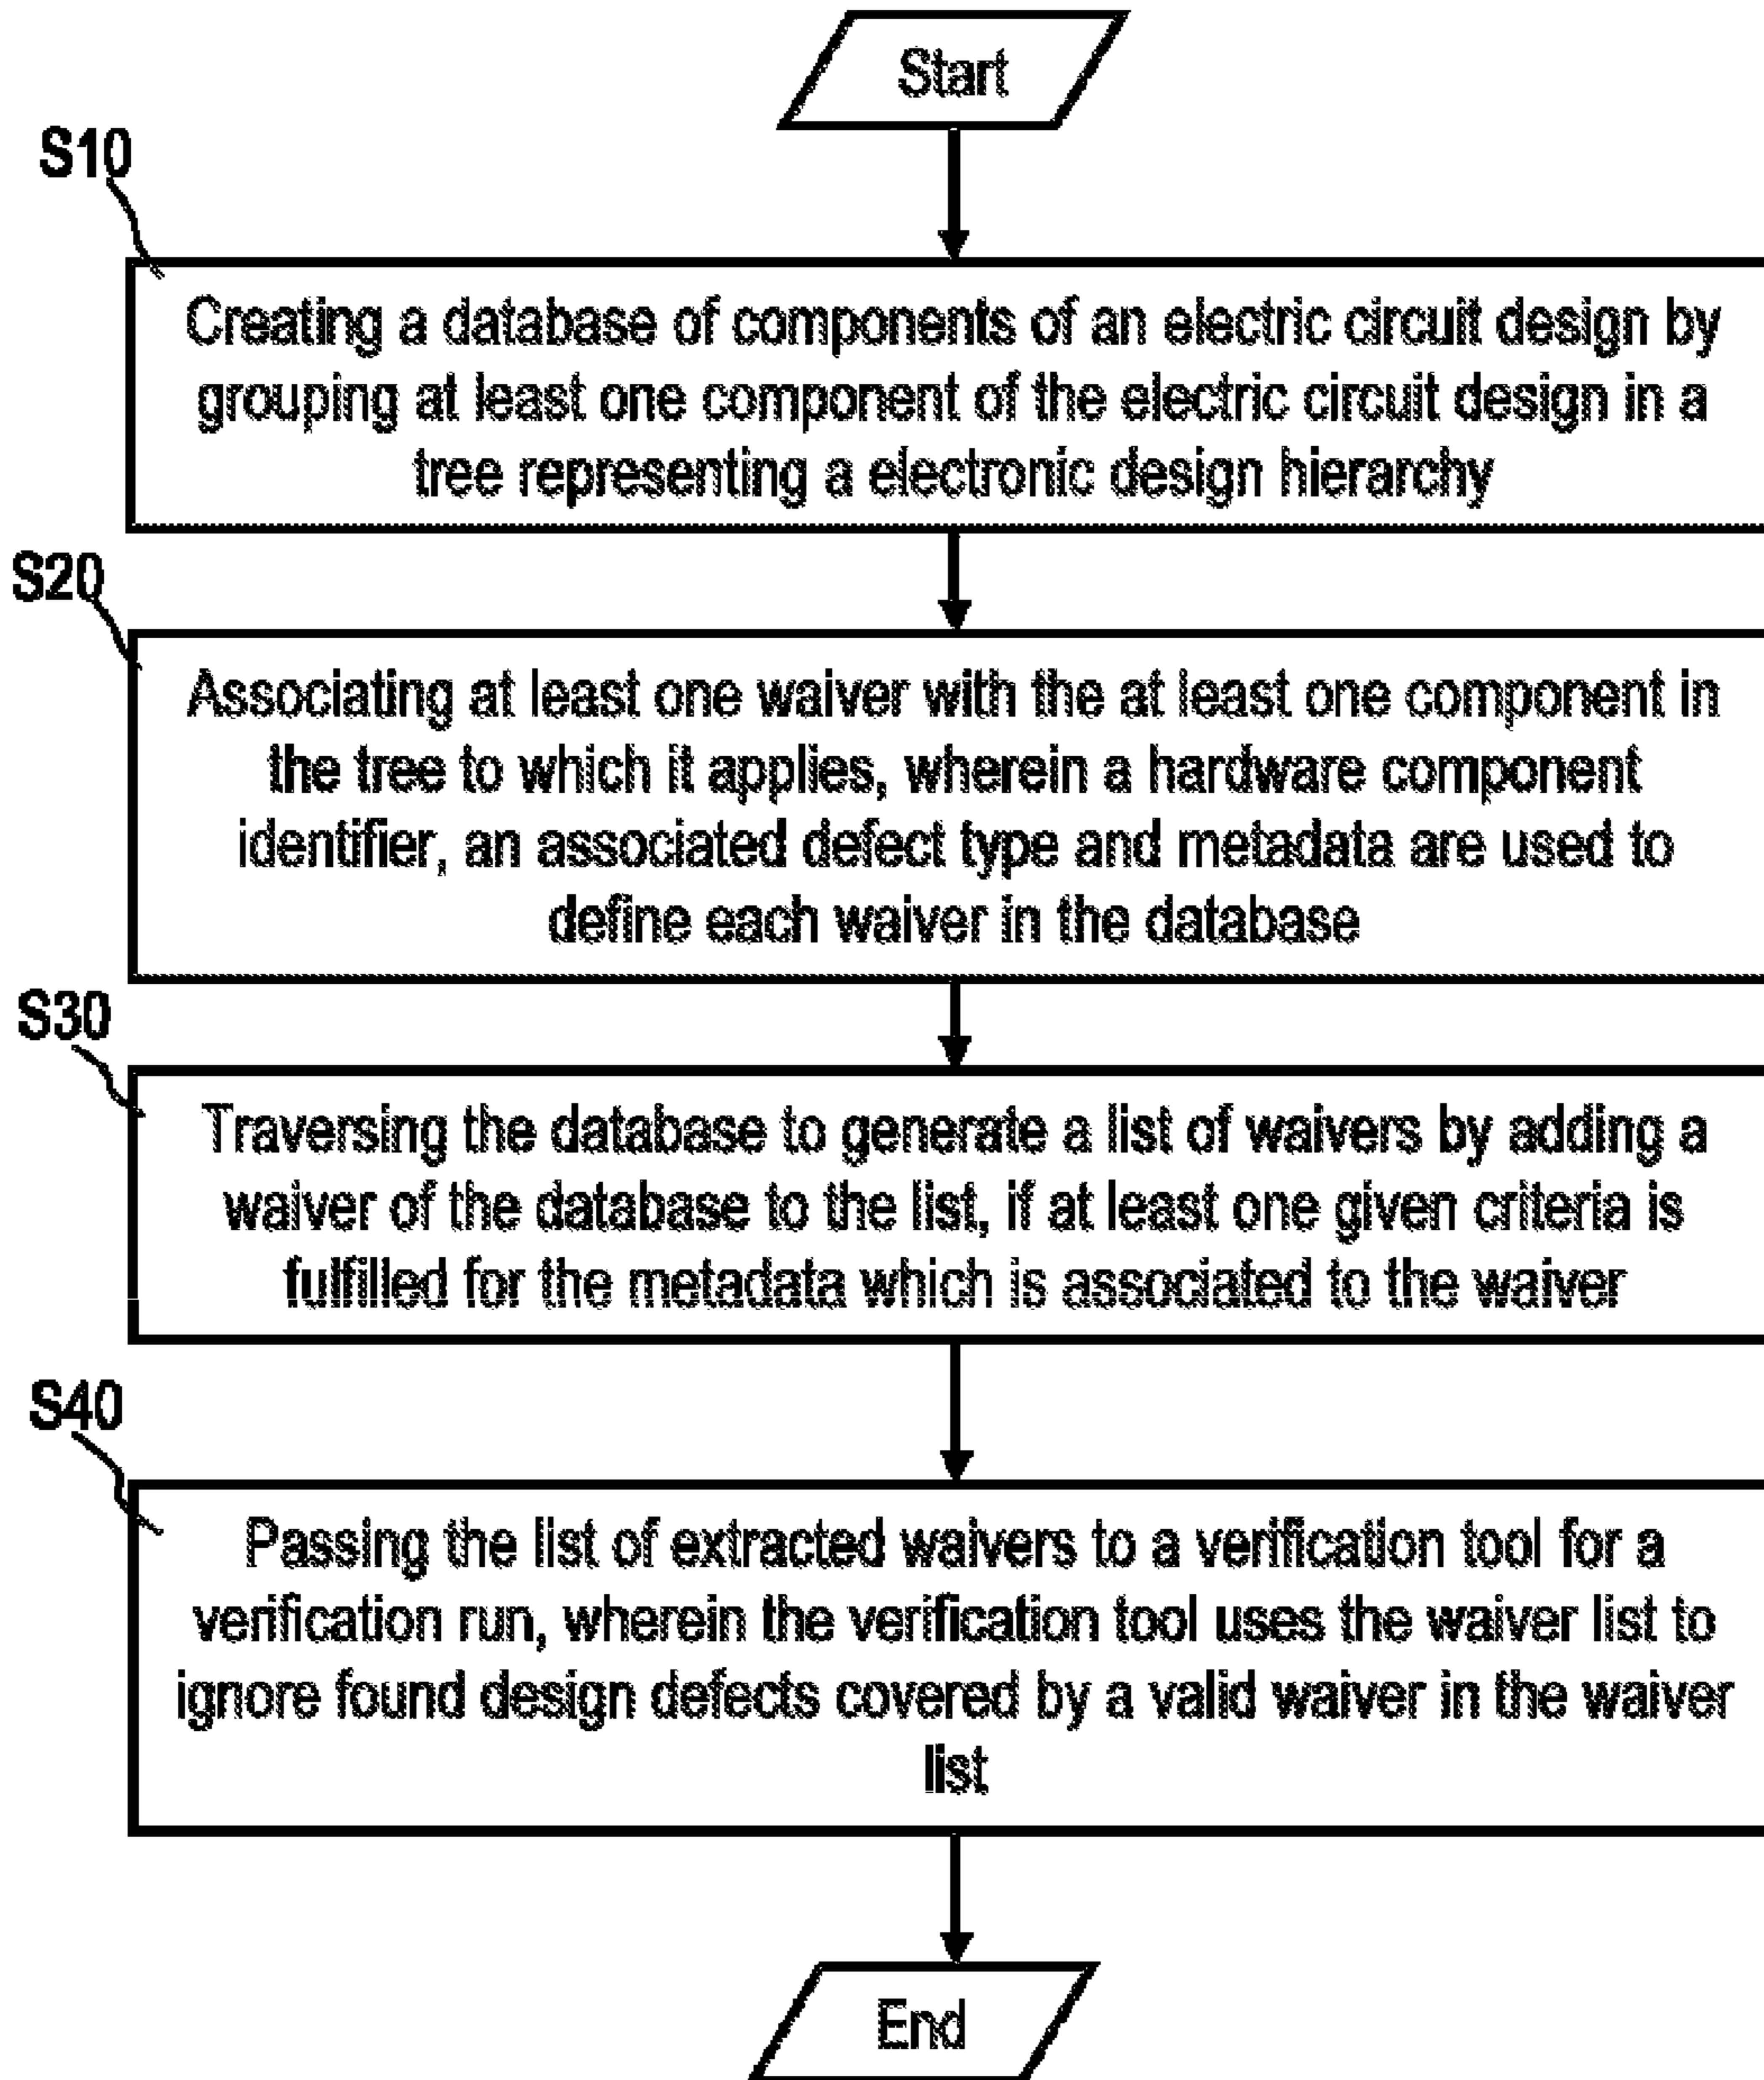 Start
S10
Creating a database of components of an electric circuit design by
grouping at least one component of the electric circuit design in a
tree representing a electronic design hierarchy
S20
Associating at least one waiver with the at least one component in
the tree to which it applies, wherein a hardware component
identifier, an associated defect type and metadata are used to
define each waiver in the database
S30
Traversing the database to generate a list of waivers by adding a
waiver of the database to the list, if at least one given criteria is
fulfilled for the metadata which is associated to the waiver
S40
Passing the list of extracted waivers to a verification tool for a
verification run, wherein the verification tool uses the waiver list to
ignore found design defects covered by a valid waiver in the waiver
list
End